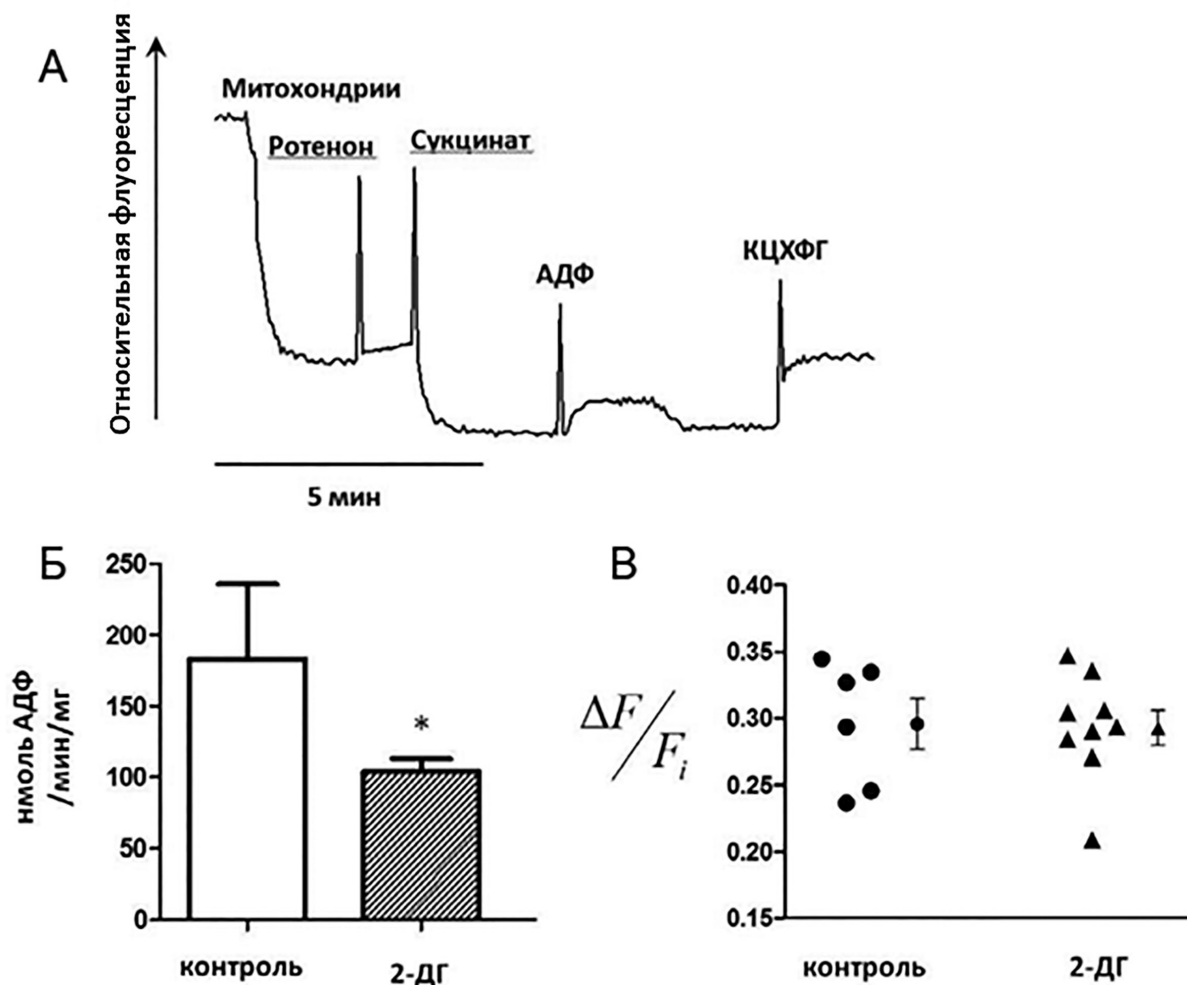 А
Относительная флуоресценция
Митохондрии
Ротенон
Сукцинат
АДФ
КЦХФГ
5 мин
Б
нмоль АДФ
/мин/мг
250
200
150
100
50
0
*
контроль
2-ДГ
В
ΔF/Fi
0.40
0.35
0.30
0.25
0.20
0.15
контроль
2-ДГ